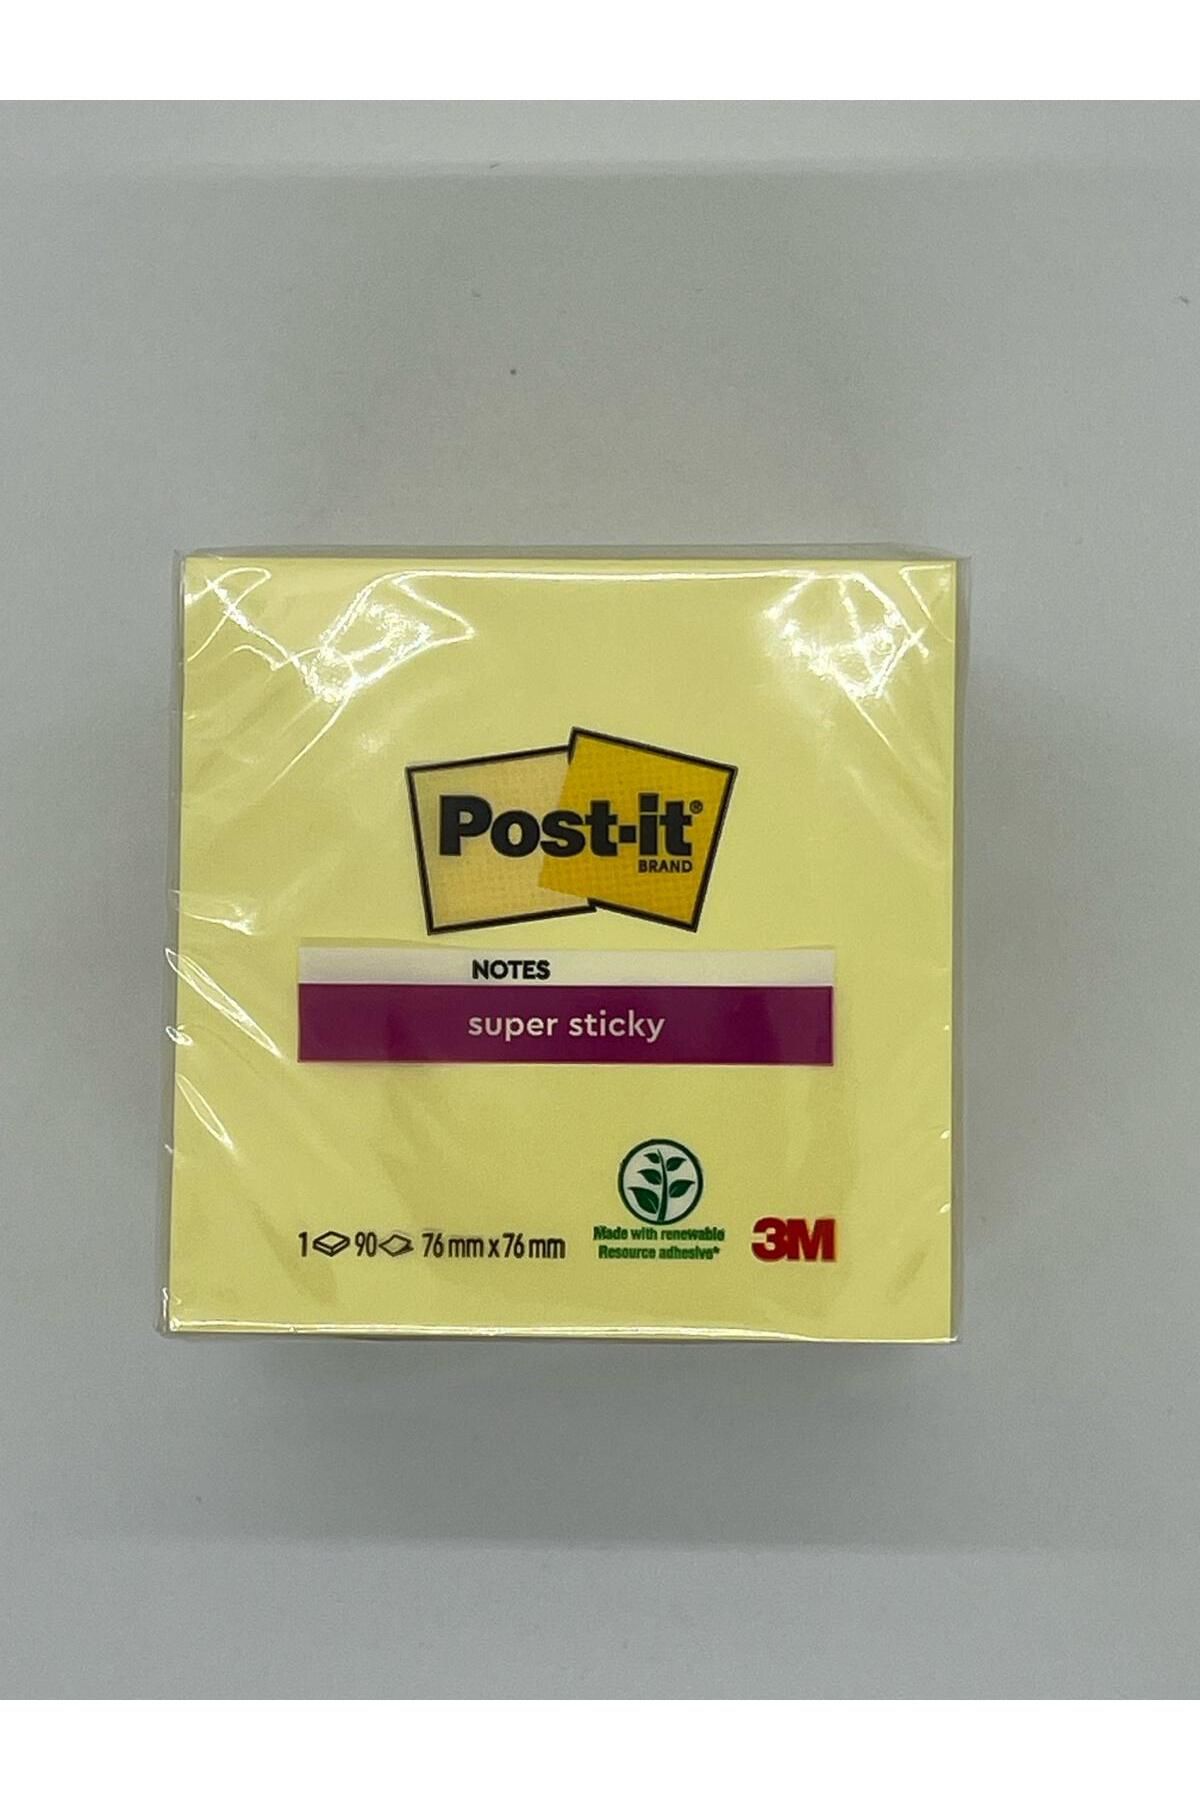 Post-it®
BRAND
NOTES
super sticky
1 90 76 mm x 76 mm
Made with renewable
Resource adhesive*
3M